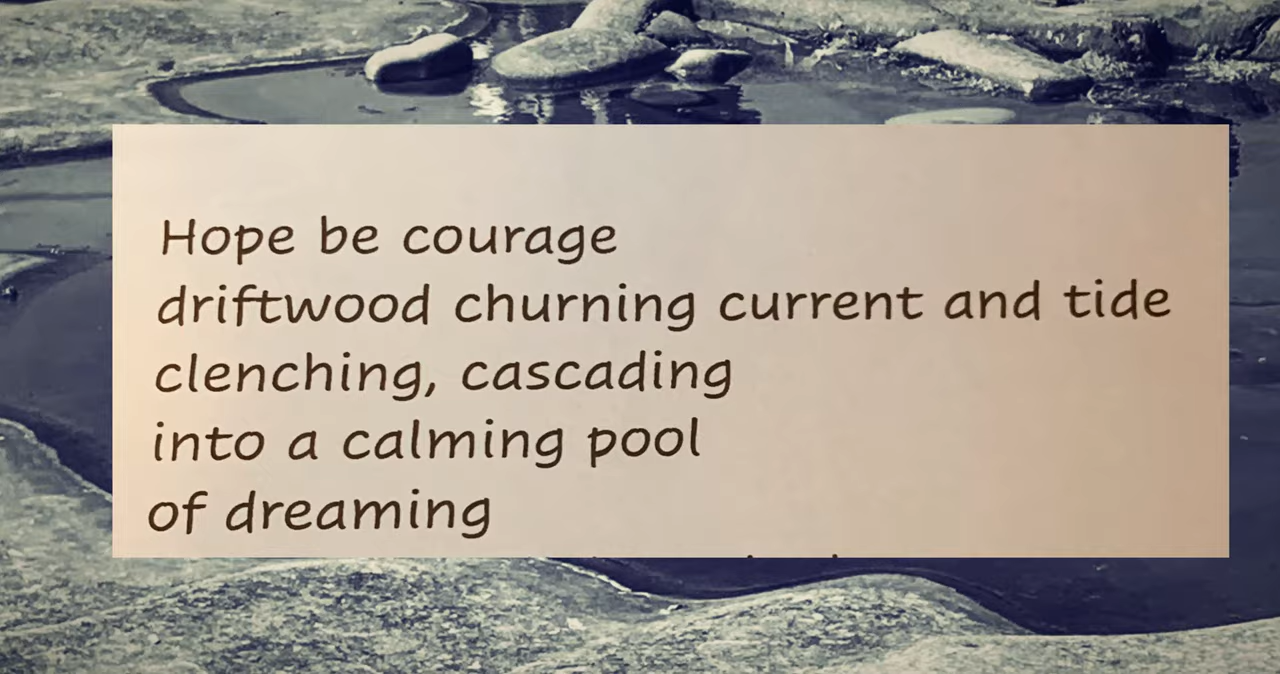 Hope be courage
driftwood churning current and tide
clenching, cascading
into a calming pool
of dreaming